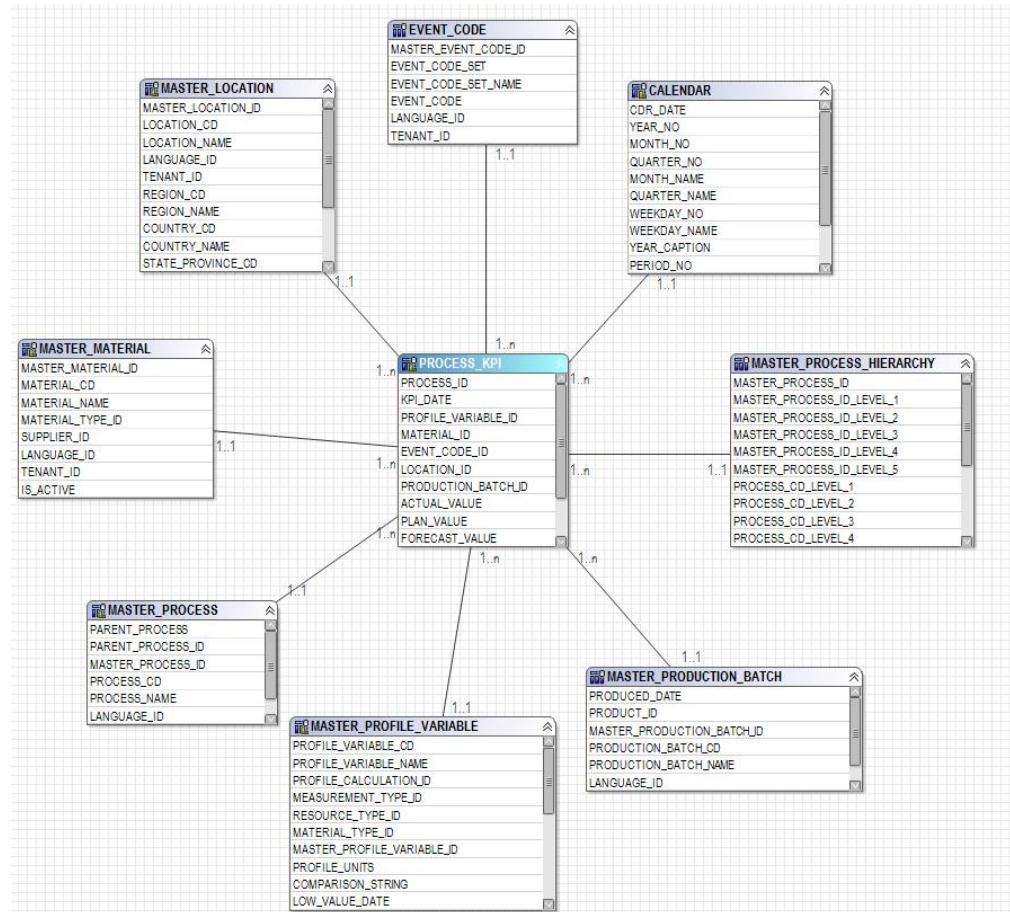 EVENT_CODE
MASTER_EVENT_CODE_ID
EVENT_CODE_SET
EVENT_CODE_SET_NAME
EVENT_CODE
LANGUAGE_ID
TENANT_ID
1..1
MASTER_LOCATION
MASTER_LOCATION_ID
LOCATION_CD
LOCATION_NAME
LANGUAGE_ID
TENANT_ID
REGION_CD
REGION_NAME
COUNTRY_CD
COUNTRY_NAME
STATE_PROVINCE_CD
1..1
CALENDAR
CDR_DATE
YEAR_NO
MONTH_NO
QUARTER_NO
MONTH_NAME
QUARTER_NAME
WEEKDAY_NO
WEEKDAY_NAME
YEAR_CAPTION
PERIOD_NO
1..1
MASTER_MATERIAL
MASTER_MATERIAL_ID
MATERIAL_CD
MATERIAL_NAME
MATERIAL_TYPE_ID
SUPPLIER_ID
LANGUAGE_ID
TENANT_ID
IS_ACTIVE
1..1
1..n
1..n
1..n
1..n
1..n
1..n
1..n
1..n
PROCESS_KPI
PROCESS_ID
KPI_DATE
PROFILE_VARIABLE_ID
MATERIAL_ID
EVENT_CODE_ID
LOCATION_ID
PRODUCTION_BATCH_ID
ACTUAL_VALUE
PLAN_VALUE
FORECAST_VALUE
MASTER_PROCESS_HIERARCHY
MASTER_PROCESS_ID
MASTER_PROCESS_ID_LEVEL_1
MASTER_PROCESS_ID_LEVEL_2
MASTER_PROCESS_ID_LEVEL_3
MASTER_PROCESS_ID_LEVEL_4
MASTER_PROCESS_ID_LEVEL_5
PROCESS_CD_LEVEL_1
PROCESS_CD_LEVEL_2
PROCESS_CD_LEVEL_3
PROCESS_CD_LEVEL_4
1..1
MASTER_PROCESS
PARENT_PROCESS
PARENT_PROCESS_ID
MASTER_PROCESS_ID
PROCESS_CD
PROCESS_NAME
LANGUAGE_ID
1..1
MASTER_PROFILE_VARIABLE
PROFILE_VARIABLE_CD
PROFILE_VARIABLE_NAME
PROFILE_CALCULATION_ID
MEASUREMENT_TYPE_ID
RESOURCE_TYPE_ID
MATERIAL_TYPE_ID
MASTER_PROFILE_VARIABLE_ID
PROFILE_UNITS
COMPARISON_STRING
LOW_VALUE_DATE
1..1
MASTER_PRODUCTION_BATCH
PRODUCED_DATE
PRODUCT_ID
MASTER_PRODUCTION_BATCH_ID
PRODUCTION_BATCH_CD
PRODUCTION_BATCH_NAME
LANGUAGE_ID
1..1